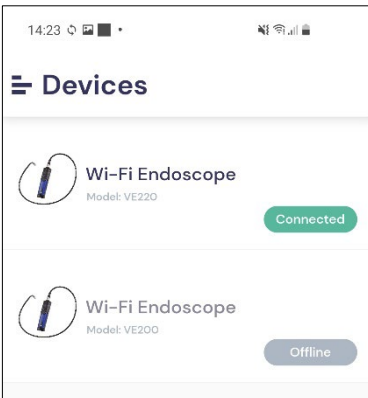 14:23
Devices
Wi-Fi Endoscope
Model: VE220
Connected
Wi-Fi Endoscope
Model: VE200
Offline